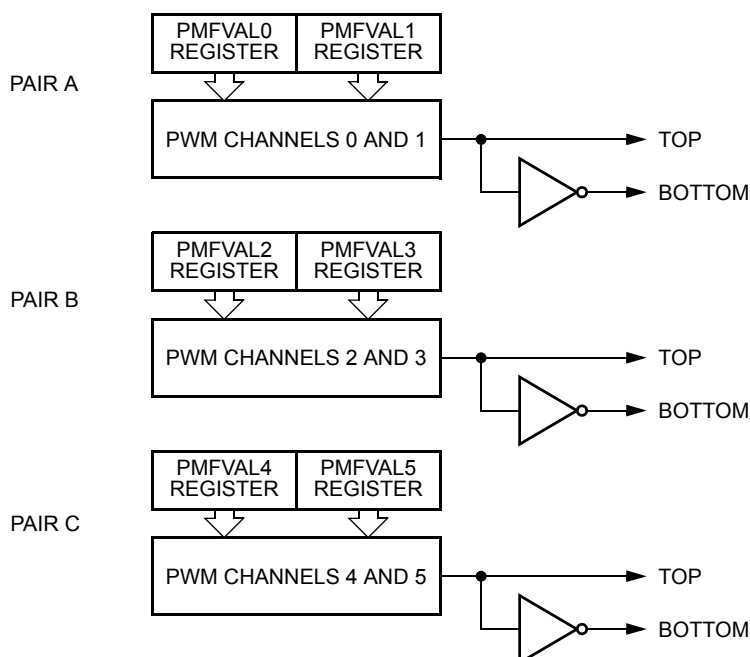 PMFVAL0 REGISTER
PMFVAL1 REGISTER
PAIR A
PWM CHANNELS 0 AND 1
TOP
BOTTOM
PMFVAL2 REGISTER
PMFVAL3 REGISTER
PAIR B
PWM CHANNELS 2 AND 3
TOP
BOTTOM
PMFVAL4 REGISTER
PMFVAL5 REGISTER
PAIR C
PWM CHANNELS 4 AND 5
TOP
BOTTOM